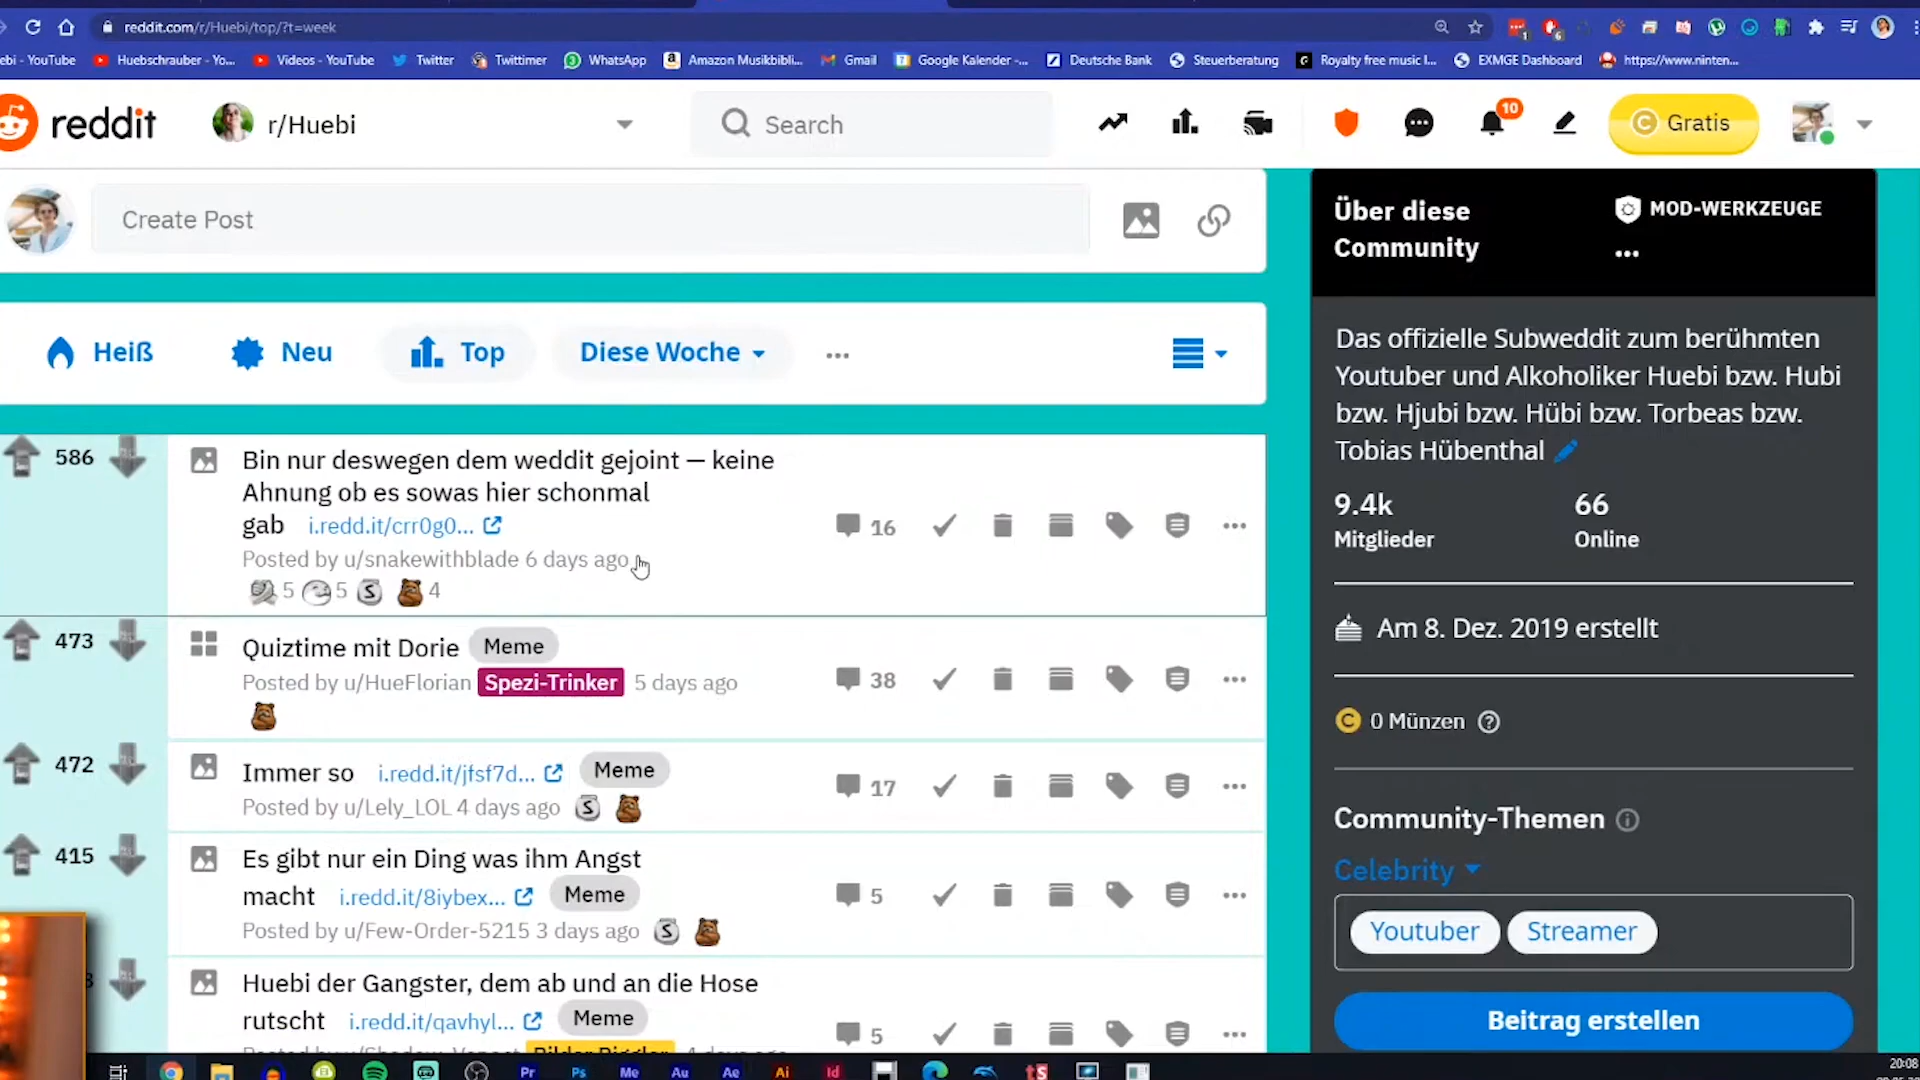 reddit.com/r/Huebi/top/?t=week
ebi - YouTube Huebschrauber - Yo... Videos - YouTube Twitter Twittimer WhatsApp Amazon Musikbibli... Gmail Google Kalender -... Deutsche Bank Steuerberatung Royalty free music l... EXMGE Dashboard https://www.ninten...
reddit r/Huebi Search 10 Gratis
Create Post
Heiß Neu Top Diese Woche
586
Bin nur deswegen dem weddit gejoint — keine
Ahnung ob es sowas hier schonmal
gab i.redd.it/crr0g0...
16
Posted by u/snakewithblade 6 days ago
5 5 S 4
473
Quiztime mit Dorie Meme
Posted by u/HueFlorian Spezi-Trinker 5 days ago
38
472
Immer so i.redd.it/jfsf7d... Meme
17
Posted by u/Lely_LOL 4 days ago S
415
Es gibt nur ein Ding was ihm Angst
macht i.redd.it/8iybex... Meme
5
Posted by u/Few-Order-5215 3 days ago S
Huebi der Gangster, dem ab und an die Hose
rutscht i.redd.it/qavhyl... Meme
5
Über diese
Community
MOD-WERKZEUGE
Das offizielle Subweddit zum berühmten
Youtuber und Alkoholiker Huebi bzw. Hubi
bzw. Hjubi bzw. Hübi bzw. Torbeas bzw.
Tobias Hübenthal
9.4k 66
Mitglieder Online
Am 8. Dez. 2019 erstellt
0 Münzen
Community-Themen
Celebrity
Youtuber Streamer
Beitrag erstellen
Pr Ps Me Au Ae Ai Id tS 20:08